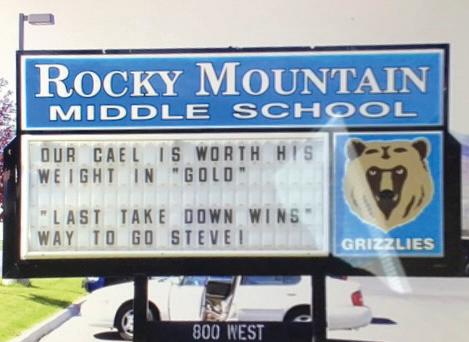 ROCKY MOUNTAIN
MIDDLE SCHOOL
OUR CAEL IS WORTH HIS
WEIGHT IN "GOLD"
"LAST TAKE DOWN WINS"
WAY TO GO STEVE!
GRIZZLIES
800 WEST